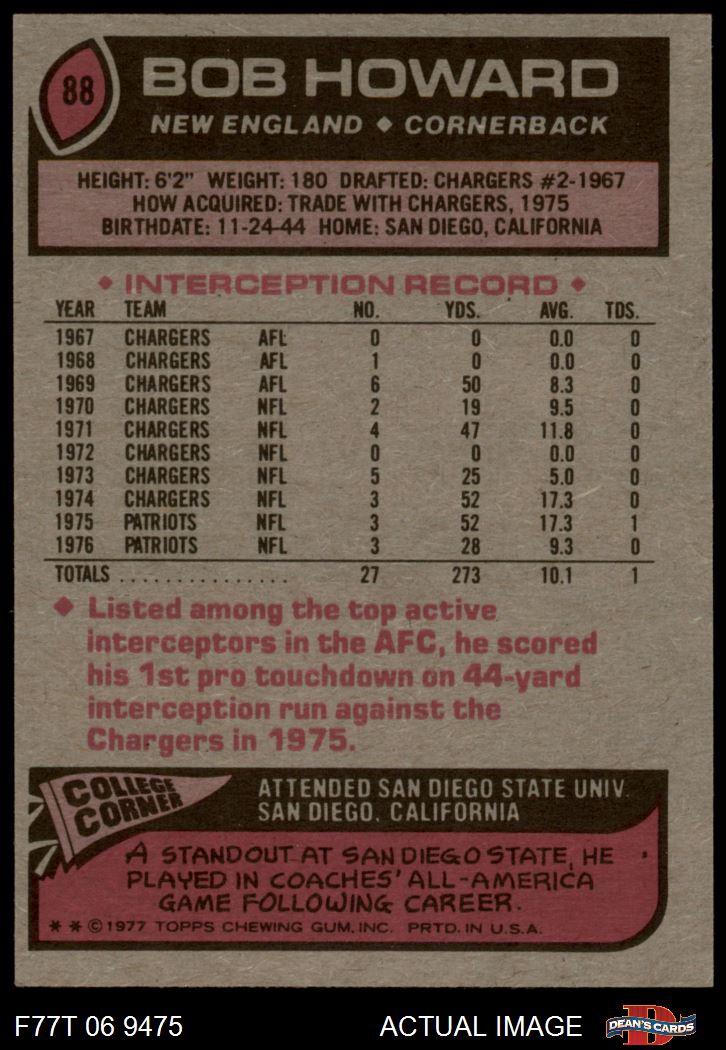 88
BOB HOWARD
NEW ENGLAND ◆ CORNERBACK
HEIGHT: 6'2" WEIGHT: 180 DRAFTED: CHARGERS #2-1967
HOW ACQUIRED: TRADE WITH CHARGERS, 1975
BIRTHDATE: 11-24-44 HOME: SAN DIEGO, CALIFORNIA
◆ INTERCEPTION RECORD ◆
YEAR TEAM NO. YDS. AVG. TDS.
1967 CHARGERS AFL 0 0 0.0 0
1968 CHARGERS AFL 1 0 0.0 0
1969 CHARGERS AFL 6 50 8.3 0
1970 CHARGERS NFL 2 19 9.5 0
1971 CHARGERS NFL 4 47 11.8 0
1972 CHARGERS NFL 0 0 0.0 0
1973 CHARGERS NFL 5 25 5.0 0
1974 CHARGERS NFL 3 52 17.3 0
1975 PATRIOTS NFL 3 52 17.3 1
1976 PATRIOTS NFL 3 28 9.3 0
TOTALS . . . . . . . . . . . . . . . 27 273 10.1 1
◆ Listed among the top active
interceptors in the AFC, he scored
his 1st pro touchdown on 44-yard
interception run against the
Chargers in 1975.
COLLEGE
CORNER
ATTENDED SAN DIEGO STATE UNIV.
SAN DIEGO, CALIFORNIA
A STANDOUT AT SAN DIEGO STATE, HE
PLAYED IN COACHES' ALL-AMERICA
GAME FOLLOWING CAREER.
* * © 1977 TOPPS CHEWING GUM, INC. PRTD. IN U.S.A.
F77T 06 9475 ACTUAL IMAGE
D
DEAN'S CARDS